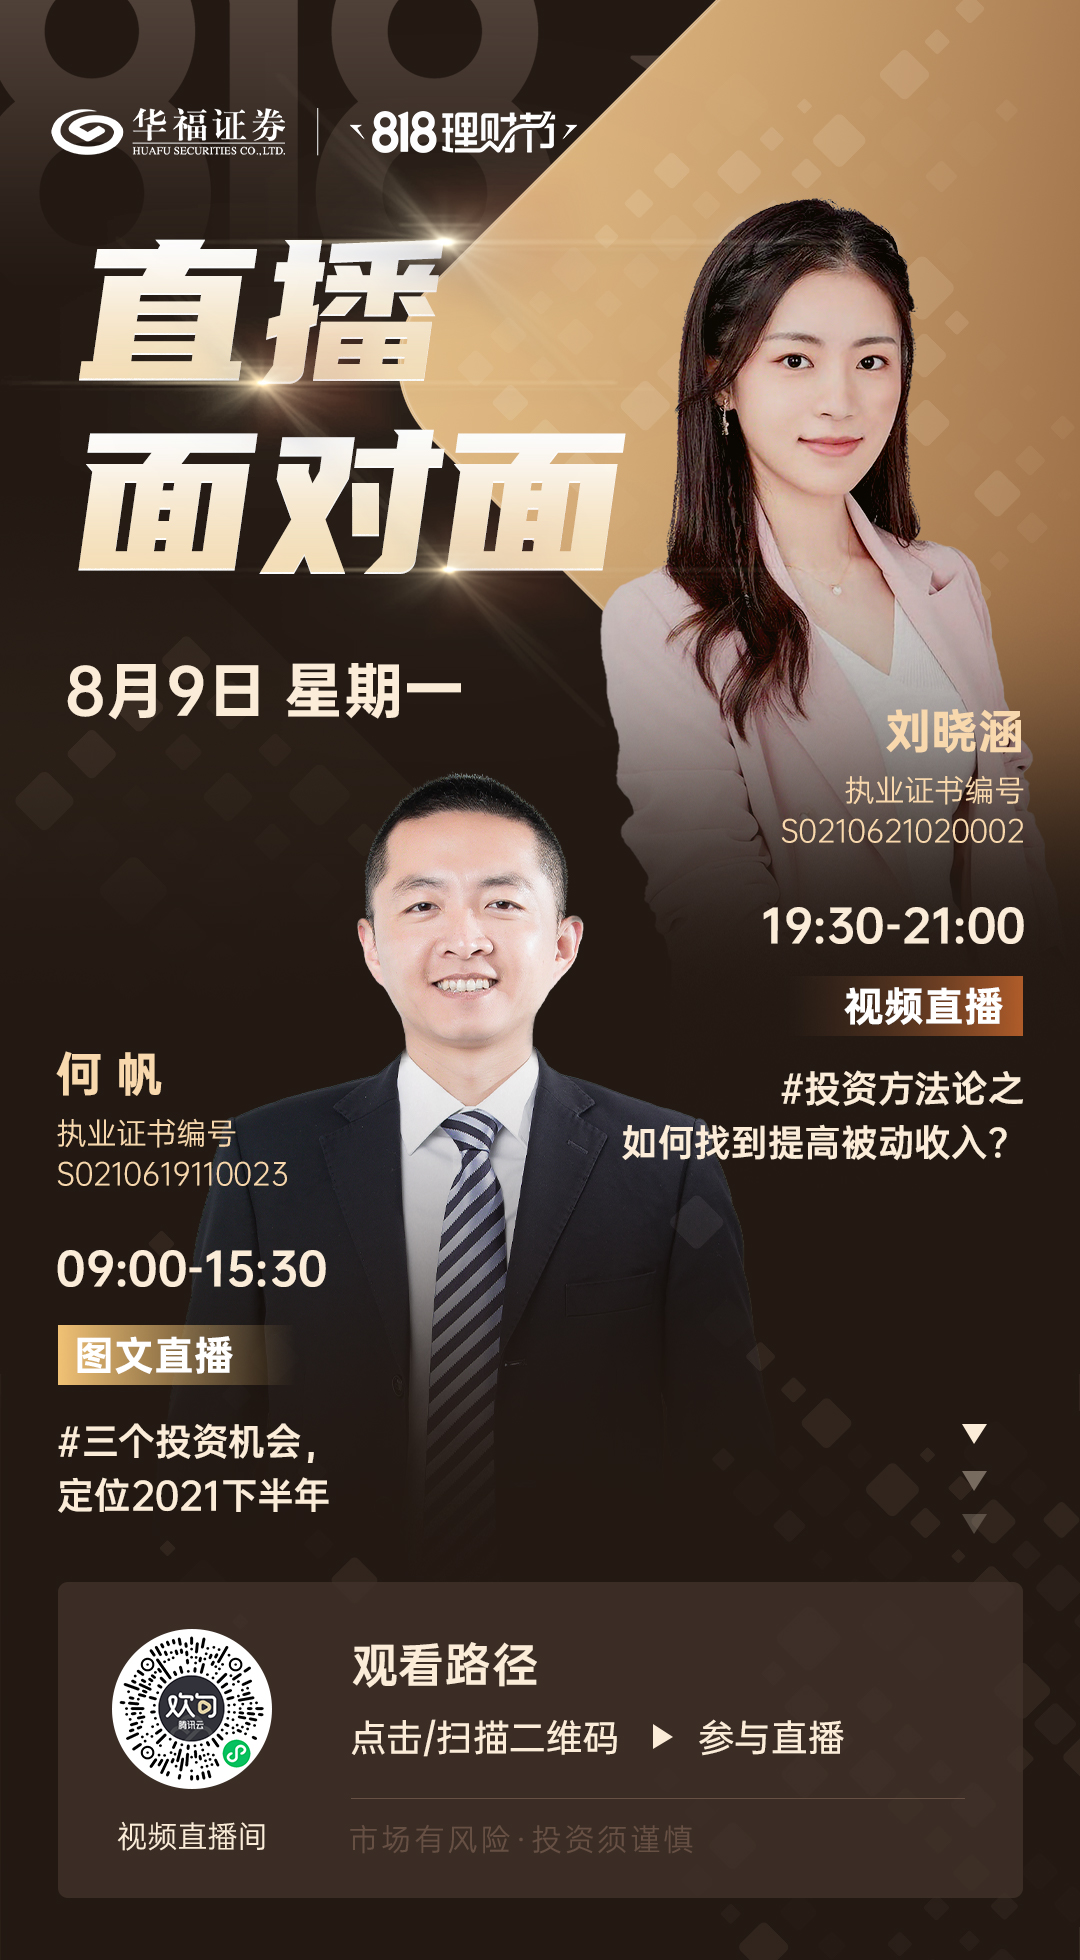 华福证券
HUAFU SECURITIES CO.,LTD.
818理财节
直播
面对面
8月9日 星期一
刘晓涵
执业证书编号
S0210621020002
19:30-21:00
视频直播
#投资方法论之
如何找到提高被动收入?
何 帆
执业证书编号
S0210619110023
09:00-15:30
图文直播
#三个投资机会,
定位2021下半年
欢句
腾讯云
视频直播间
观看路径
点击/扫描二维码 ▶ 参与直播
市场有风险·投资须谨慎
818